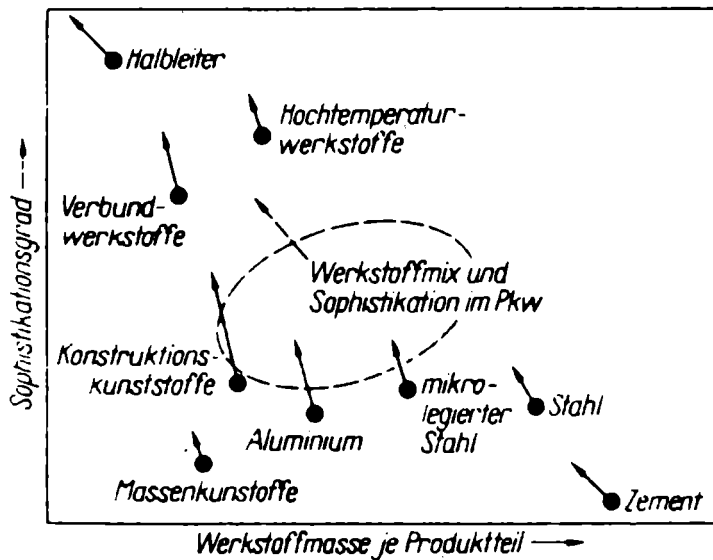 Halbleiter
Hochtemperatur-
werkstoffe
Verbund-
werkstoffe
Werkstoffmix und
Sophistikation im Pkw
Konstruktions-
kunststoffe
mikro-
legierter
Stahl
Stahl
Aluminium
Massenkunstoffe
Zement
Sophistikationsgrad
Werkstoffmasse je Produktteil